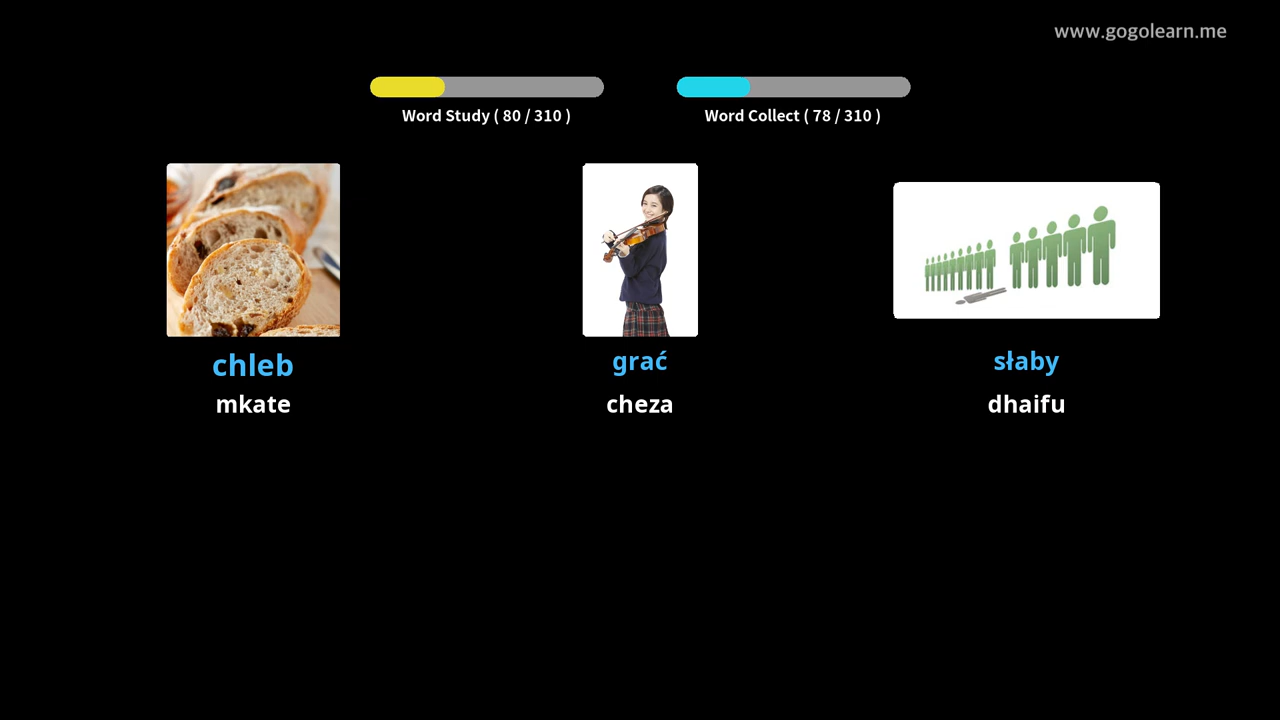 www.gogolearn.me
Word Study ( 80 / 310 )
Word Collect ( 78 / 310 )
chleb
mkate
grać
cheza
słaby
dhaifu